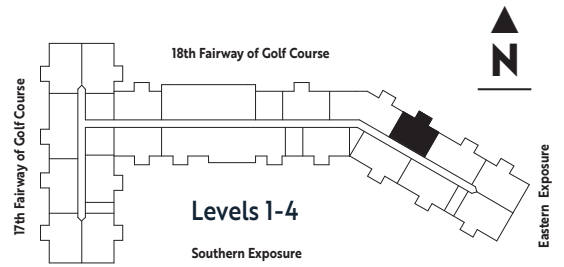 18th Fairway of Golf Course
N
17th Fairway of Golf Course
Eastern Exposure
Levels 1-4
Southern Exposure